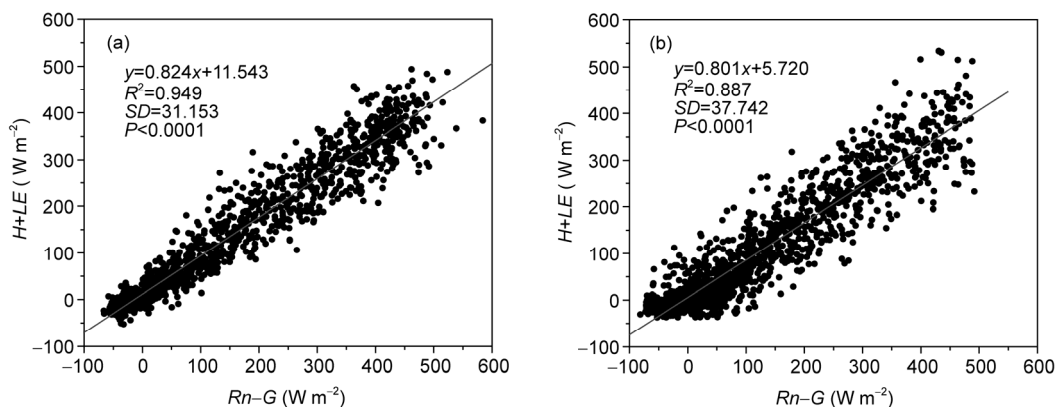 600
500
400
300
200
100
0
−100
H+LE ( W m−2)
(a)
y=0.824x+11.543
R2=0.949
SD=31.153
P<0.0001
−100 0 100 200 300 400 500 600
Rn−G (W m−2)
600
500
400
300
200
100
0
−100
H+LE ( W m−2)
(b)
y=0.801x+5.720
R2=0.887
SD=37.742
P<0.0001
−100 0 100 200 300 400 500 600
Rn−G (W m−2)